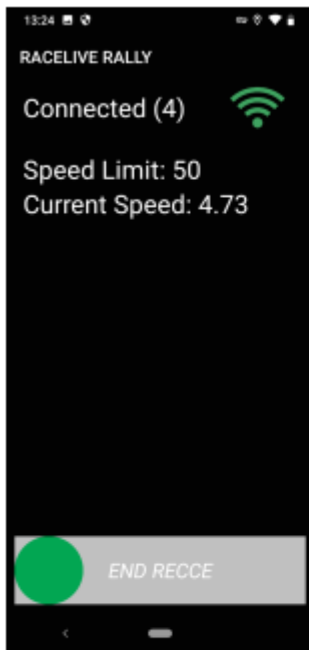 13:24
RACELIVE RALLY
Connected (4)
Speed Limit: 50
Current Speed: 4.73
END RECCE